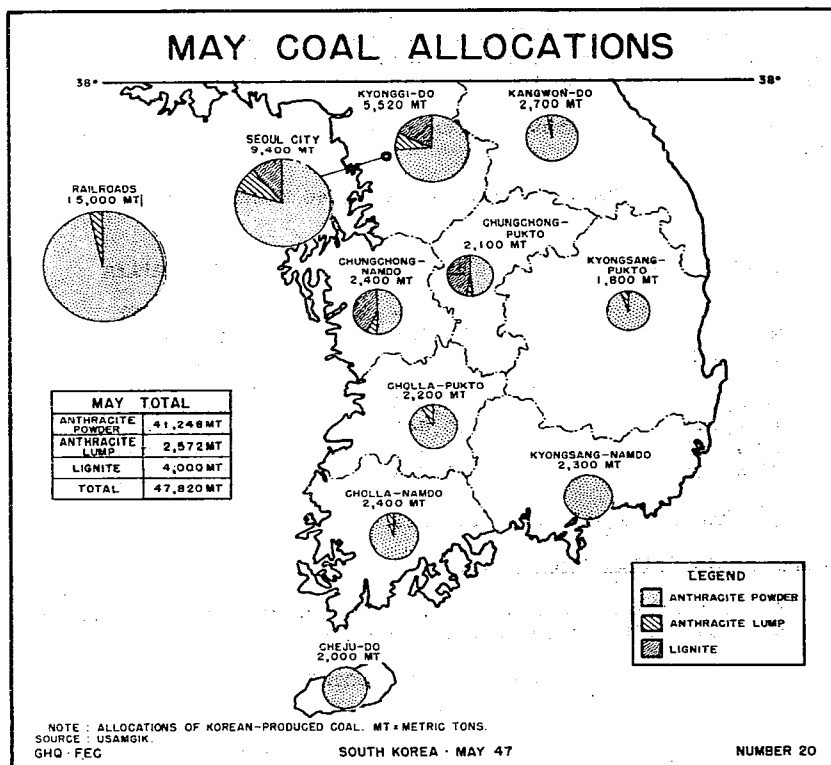 MAY COAL ALLOCATIONS
38°
38°
KYONGGI-DO
5,520 MT
KANGWON-DO
2,700 MT
SEOUL CITY
9,400 MT
RAILROADS
15,000 MT
CHUNGCHONG-
PUKTO
2,100 MT
CHUNGCHONG-
NAMDO
2,400 MT
KYONGSANG-
PUKTO
1,800 MT
CHOLLA-PUKTO
2,200 MT
KYONGSANG-NAMDO
2,300 MT
CHOLLA-NAMDO
2,400 MT
CHEJU-DO
2,000 MT
MAY TOTAL
ANTHRACITE
POWDER 41,248 MT
ANTHRACITE
LUMP 2,572 MT
LIGNITE 4,000 MT
TOTAL 47,820 MT
LEGEND
ANTHRACITE POWDER
ANTHRACITE LUMP
LIGNITE
NOTE : ALLOCATIONS OF KOREAN-PRODUCED COAL. MT = METRIC TONS.
SOURCE : USAMGIK.
GHQ · FEC SOUTH KOREA · MAY 47 NUMBER 20